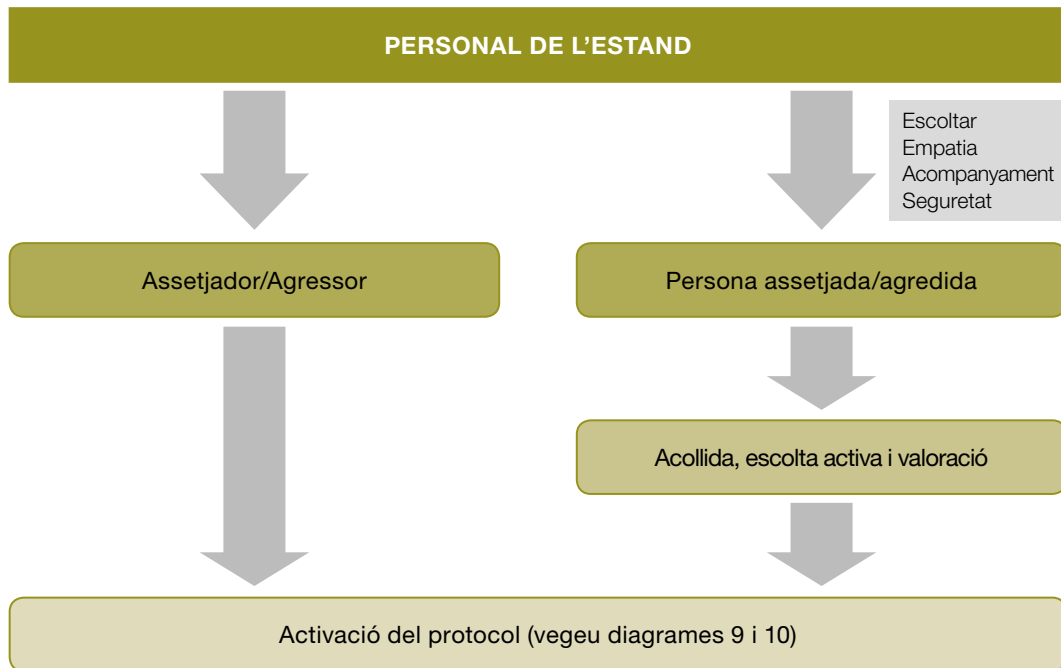 PERSONAL DE L’ESTAND
Escoltar
Empatia
Acompanyament
Seguretat
Assetjador/Agressor
Persona assetjada/agredida
Acollida, escolta activa i valoració
Activació del protocol (vegeu diagrames 9 i 10)